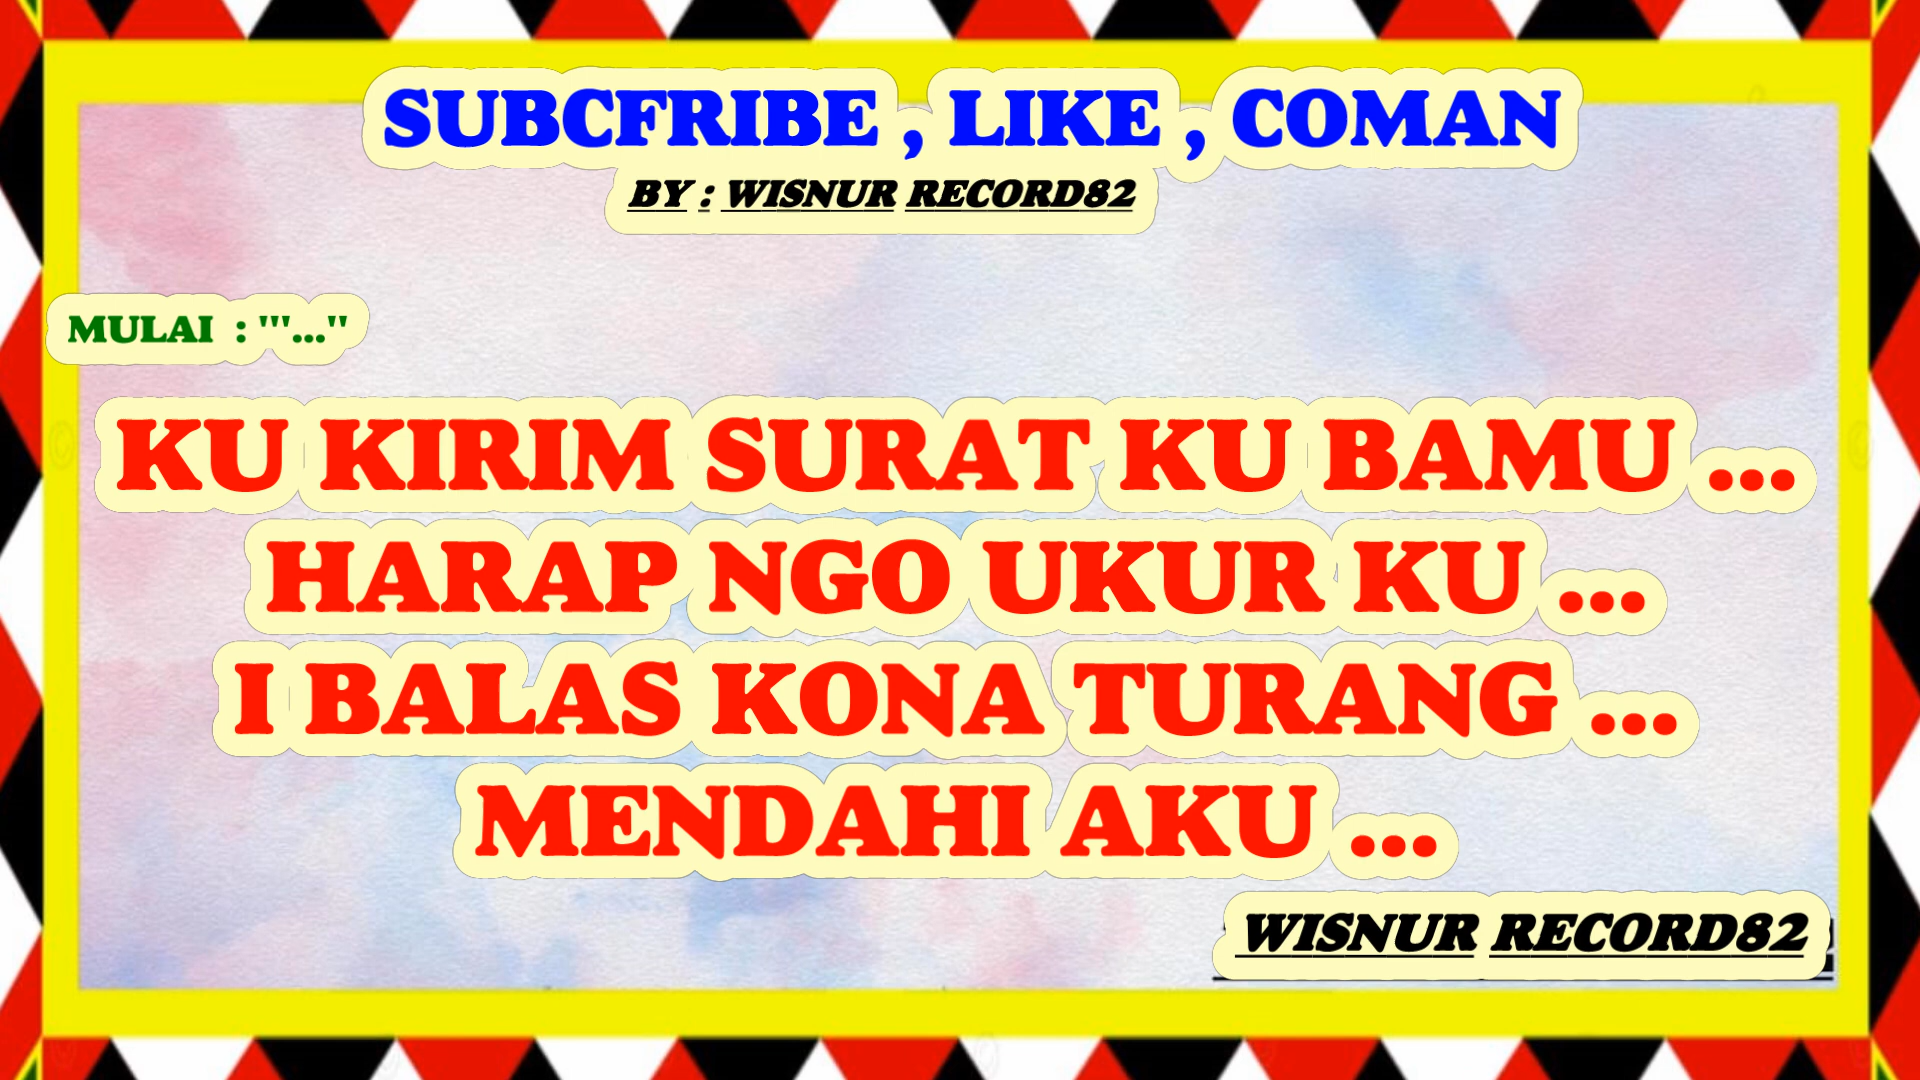 SUBCFRIBE , LIKE , COMAN
BY : WISNUR RECORD82
MULAI : '"..."
KU KIRIM SURAT KU BAMU ...
HARAP NGO UKUR KU ...
I BALAS KONA TURANG ...
MENDAHI AKU ...
WISNUR RECORD82